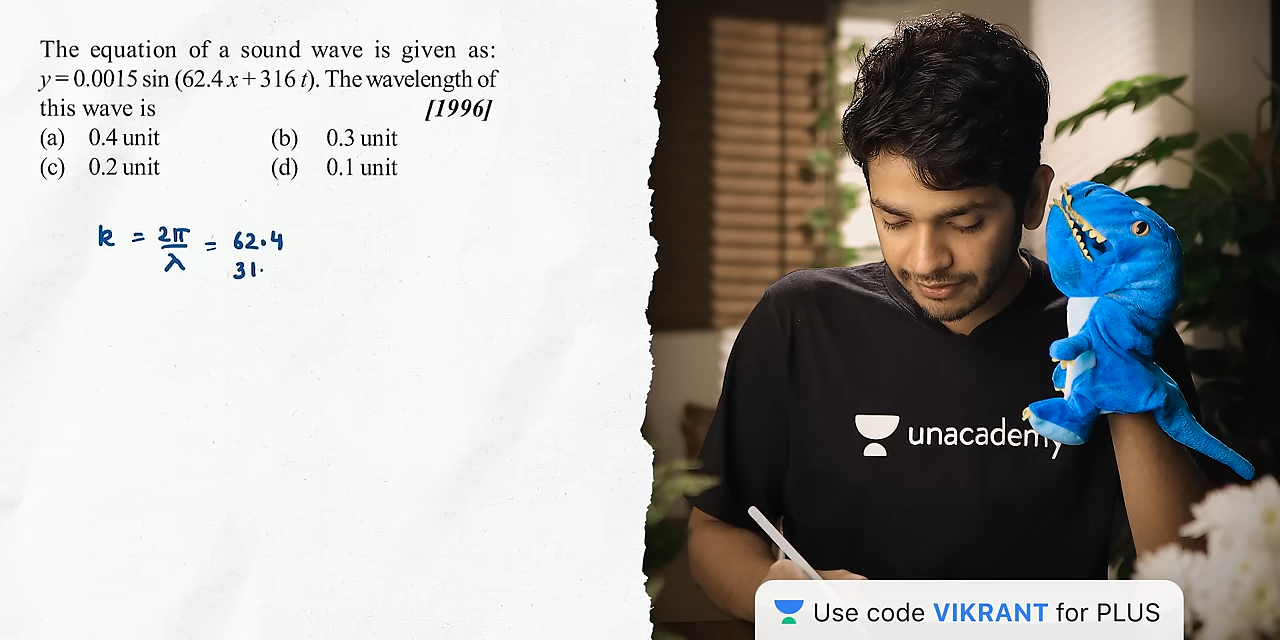 The equation of a sound wave is given as:
y = 0.0015 sin (62.4 x + 316 t). The wavelength of
this wave is [1996]
(a) 0.4 unit (b) 0.3 unit
(c) 0.2 unit (d) 0.1 unit
k = 2π/λ = 62.4
31.
unacademy
Use code VIKRANT for PLUS